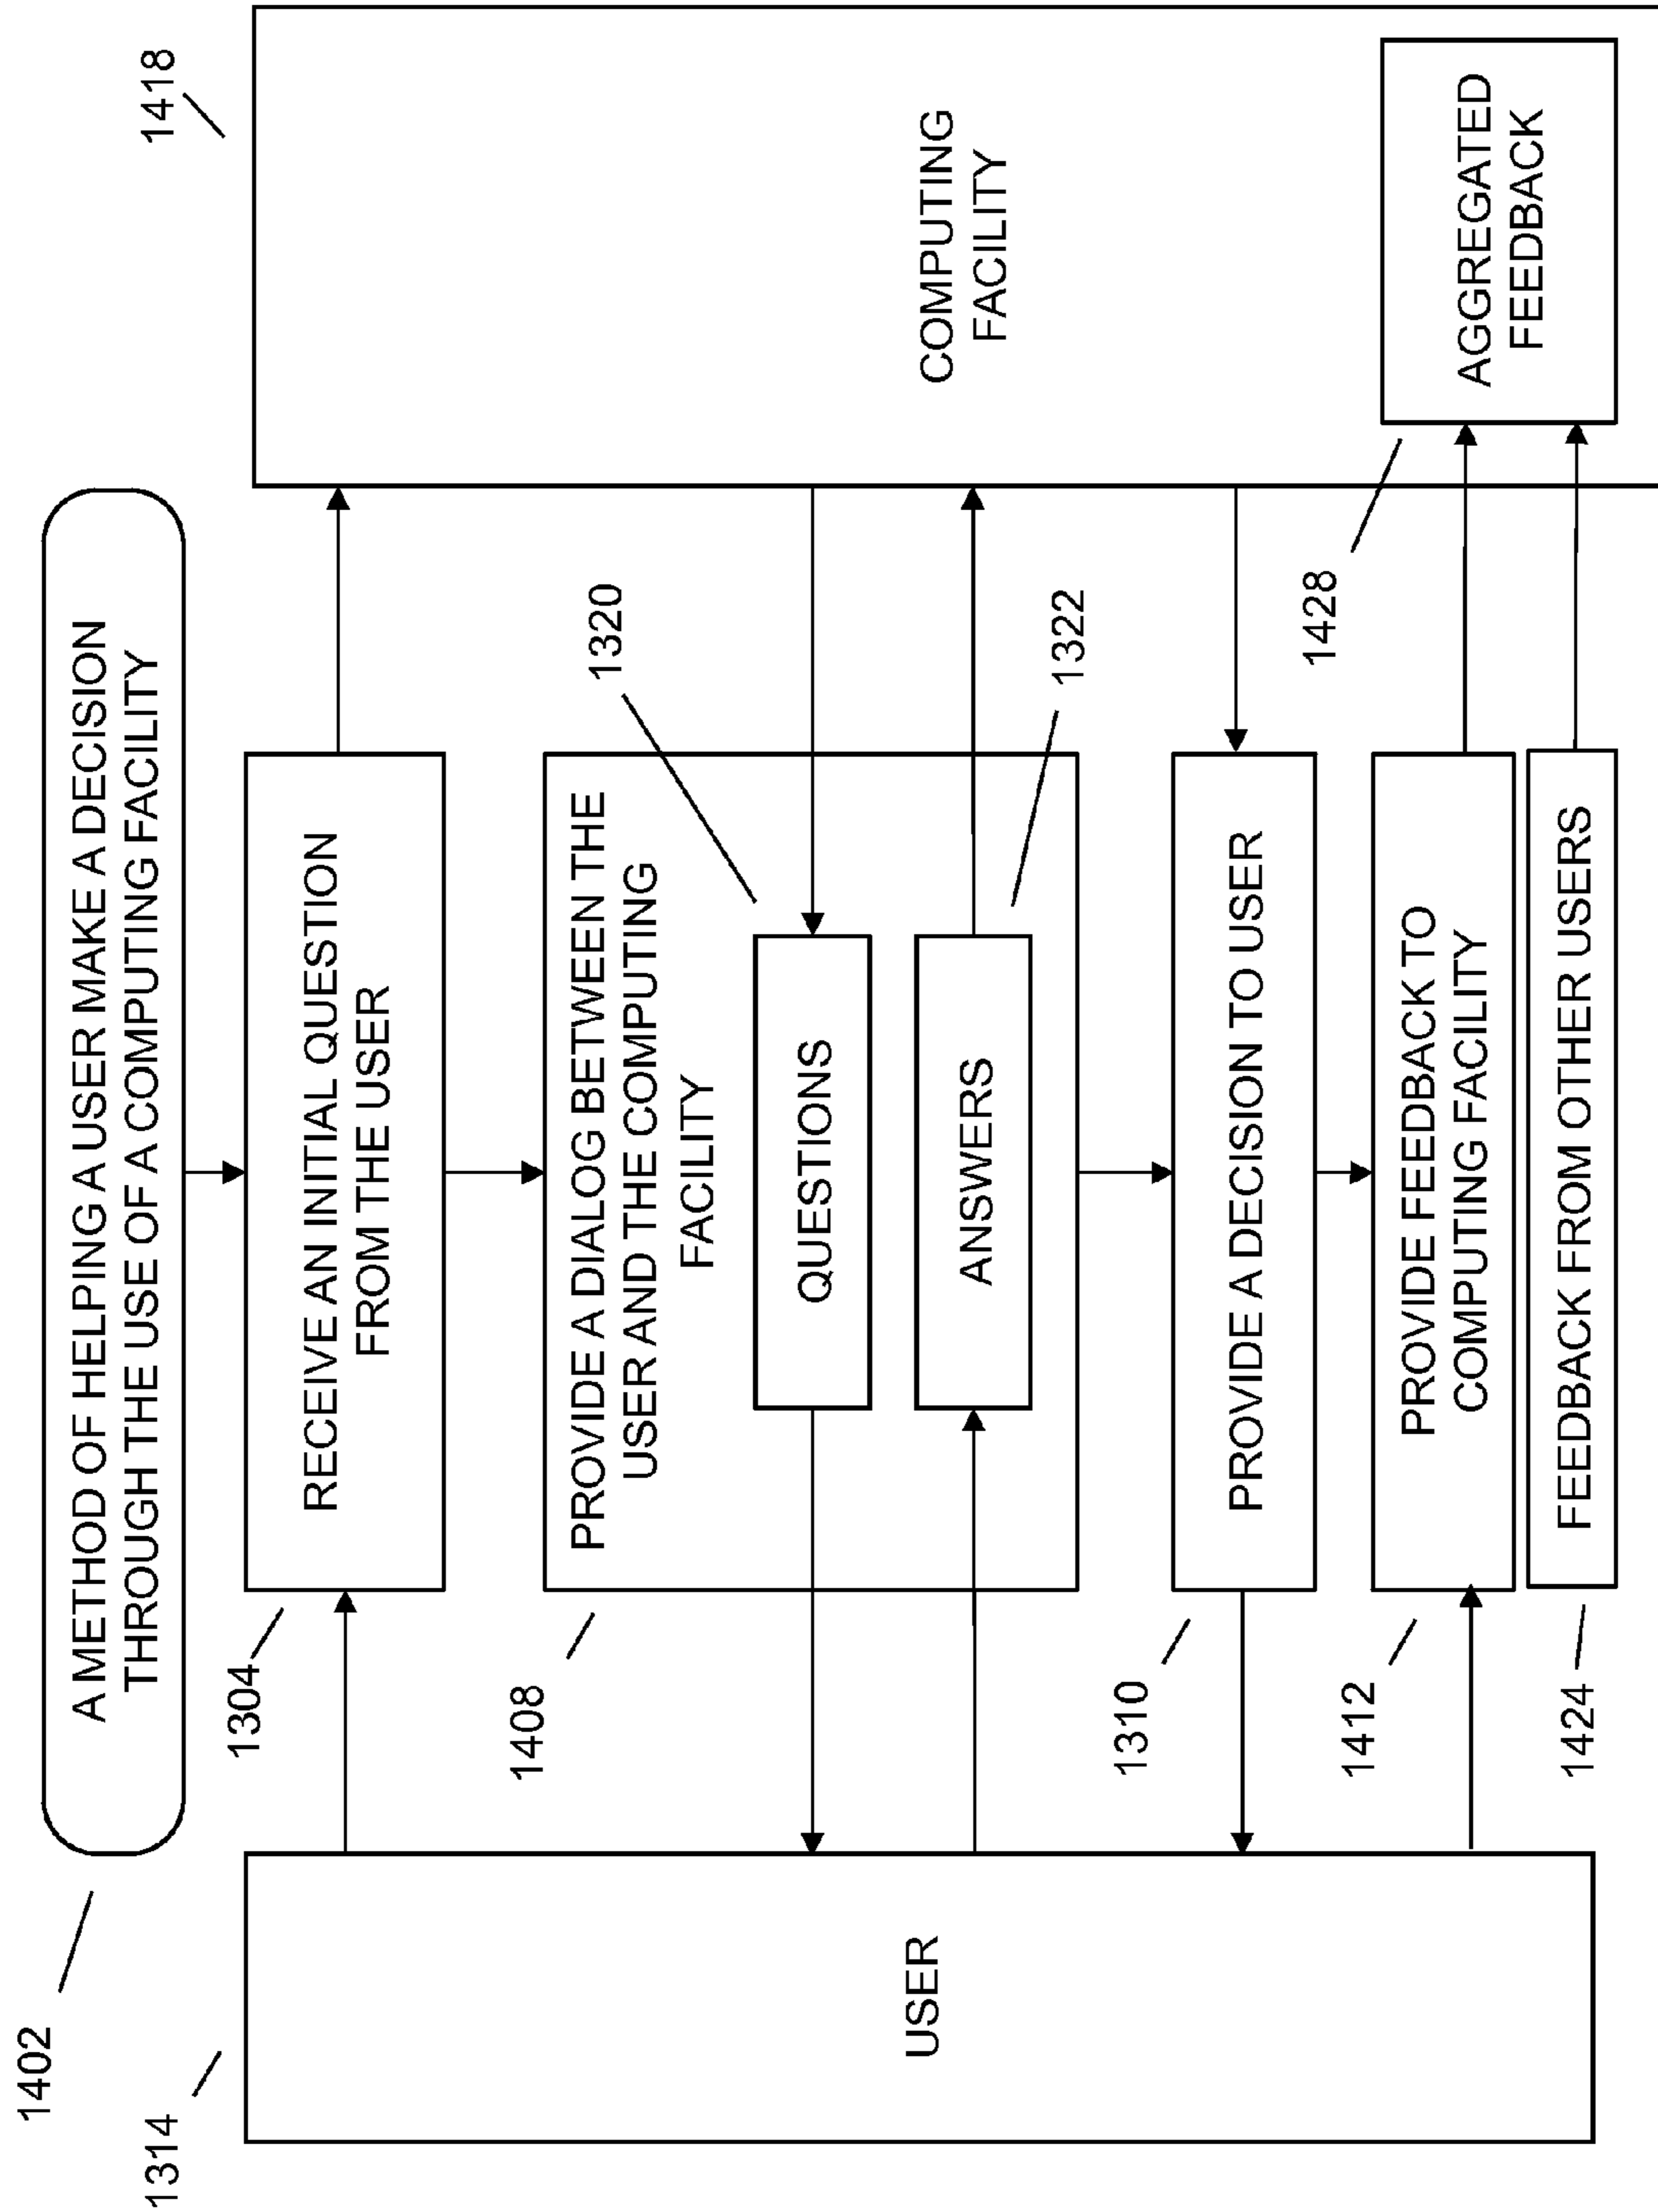 1402
A METHOD OF HELPING A USER MAKE A DECISION
THROUGH THE USE OF A COMPUTING FACILITY
1314
USER
1304
RECEIVE AN INITIAL QUESTION
FROM THE USER
1408
PROVIDE A DIALOG BETWEEN THE
USER AND THE COMPUTING
FACILITY
1320
QUESTIONS
ANSWERS
1322
1310
PROVIDE A DECISION TO USER
1412
PROVIDE FEEDBACK TO
COMPUTING FACILITY
1424
FEEDBACK FROM OTHER USERS
1418
COMPUTING
FACILITY
1428
AGGREGATED
FEEDBACK